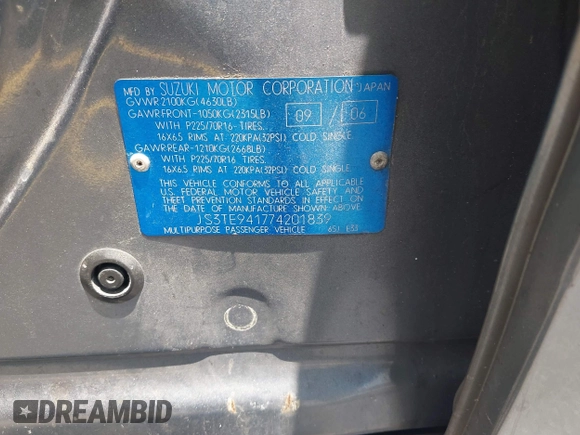 MFD BY SUZUKI MOTOR CORPORATION JAPAN
GVWR 2100KG(4630LB)
GAWR FRONT-1050KG(2315LB) 09 / 06
WITH P225/70R16 TIRES,
16X6.5 RIMS AT 220KPA(32PSI) COLD SINGLE
GAWR REAR-1210KG(2668LB)
WITH P225/70R16 TIRES,
16X6.5 RIMS AT 220KPA(32PSI) COLD SINGLE
THIS VEHICLE CONFORMS TO ALL APPLICABLE
U.S. FEDERAL MOTOR VEHICLE SAFETY AND
THEFT PREVENTION STANDARDS IN EFFECT ON
THE DATE OF MANUFACTURE SHOWN ABOVE.
JS3TE941774201839
MULTIPURPOSE PASSENGER VEHICLE
DREAMBID